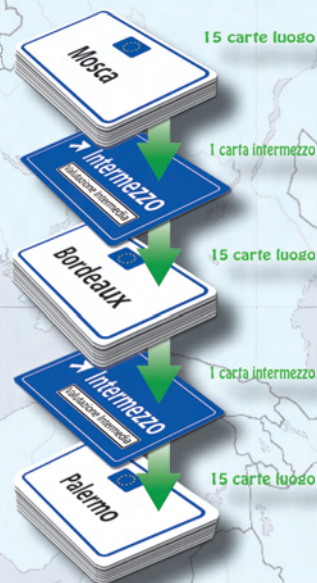 15 carte luogo
Mosca
1 carta intermezzo
Intermezzo
Valutazione Intermedia
15 carte luogo
Bordeaux
1 carta intermezzo
Intermezzo
Valutazione Intermedia
15 carte luogo
Palermo